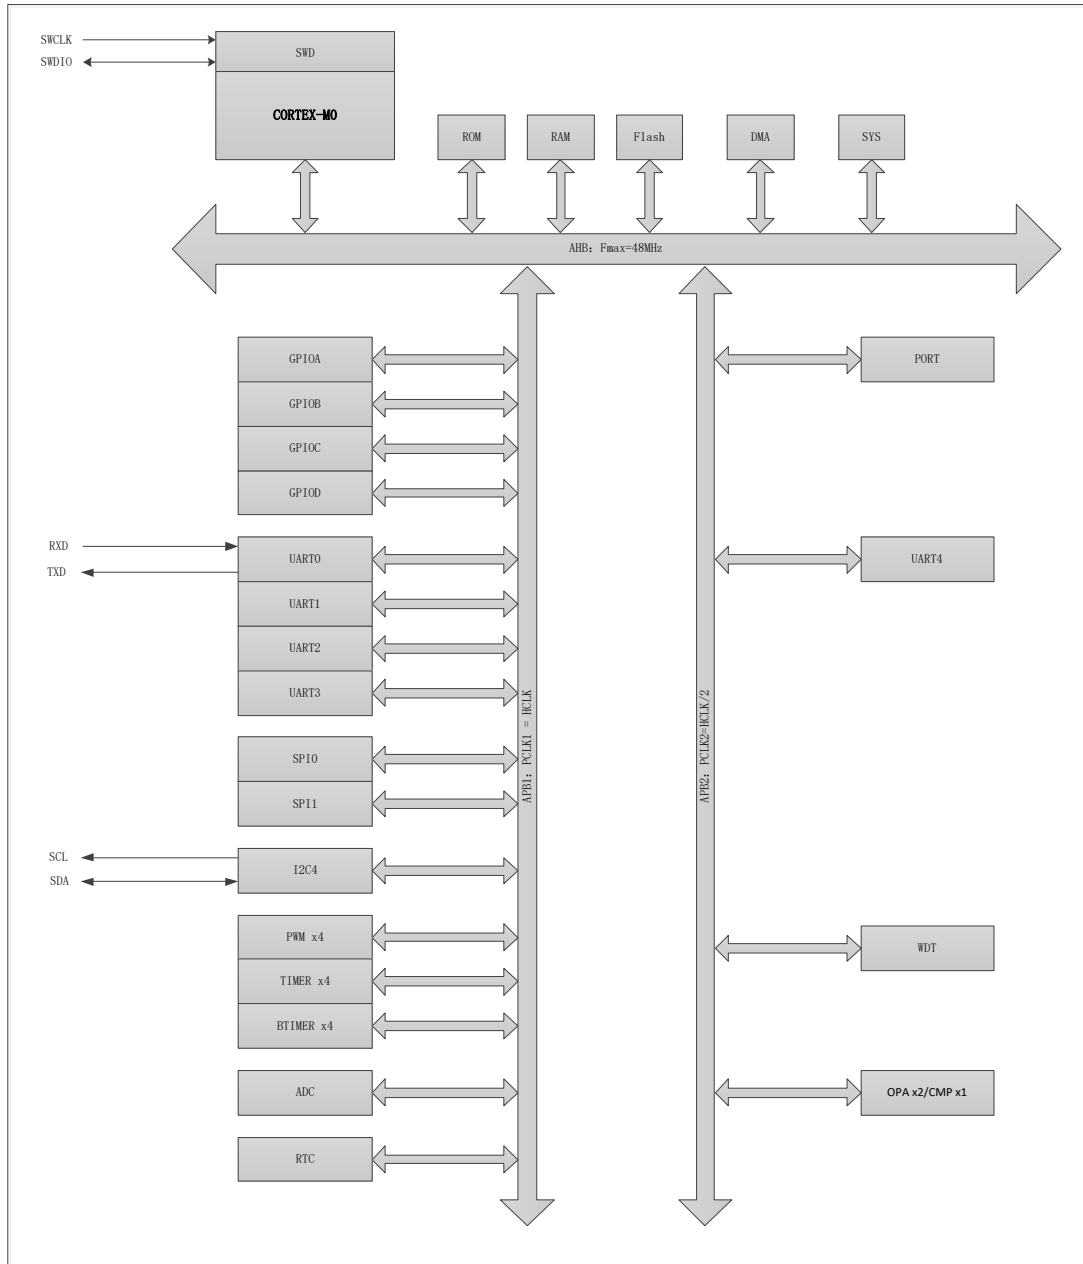 SWCLK
SWD
SWDIO
CORTEX-M0
ROM
RAM
Flash
DMA
SYS
AHB: Fmax=48MHz
GPIOA
GPIOB
GPIOC
GPIOD
RXD
TXD
UART0
UART1
UART2
UART3
SPI0
SPI1
SCL
SDA
I2C4
PWM x4
TIMER x4
BTIMER x4
ADC
RTC
APB1: PCLK1 = HCLK
APB2: PCLK2=HCLK/2
PORT
UART4
WDT
OPA x2/CMP x1